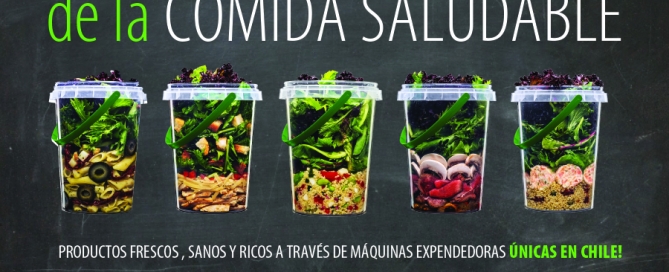 de la COMIDA SALUDABLE
PRODUCTOS FRESCOS , SANOS Y RICOS A TRAVÉS DE MÁQUINAS EXPENDEDORAS ÚNICAS EN CHILE!